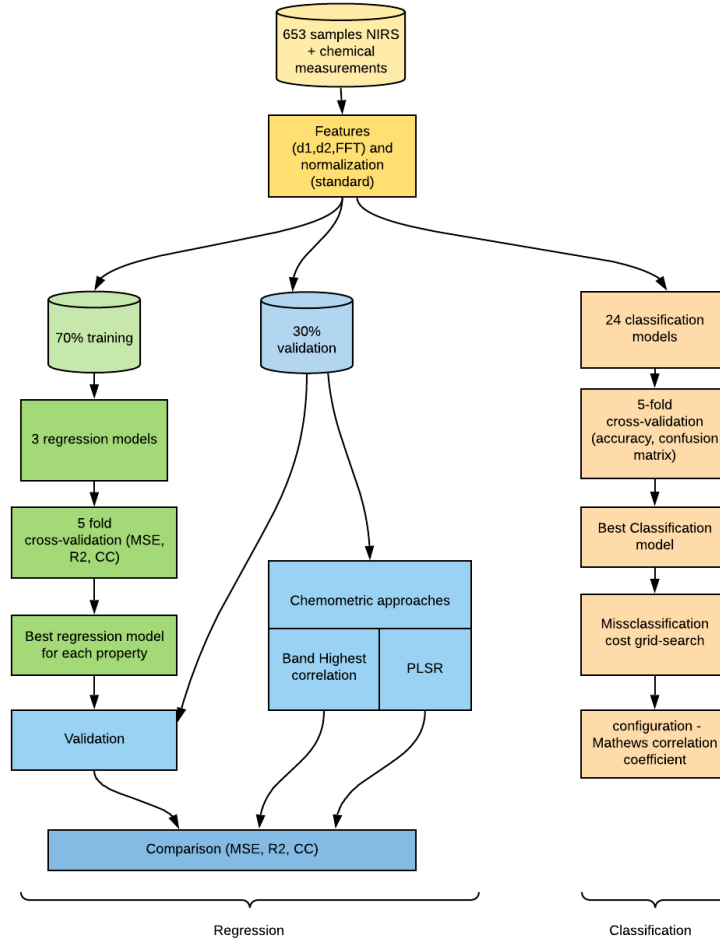 653 samples NIRS
+ chemical
measurements
Features
(d1,d2,FFT) and
normalization
(standard)
70% training
30%
validation
24 classification
models
3 regression models
5-fold
cross-validation
(accuracy, confusion
matrix)
5 fold
cross-validation (MSE,
R2, CC)
Best Classification
model
Chemometric approaches
Best regression model
for each property
Band Highest
correlation
PLSR
Missclassification
cost grid-search
Validation
configuration -
Mathews correlation
coefficient
Comparison (MSE, R2, CC)
Regression
Classification